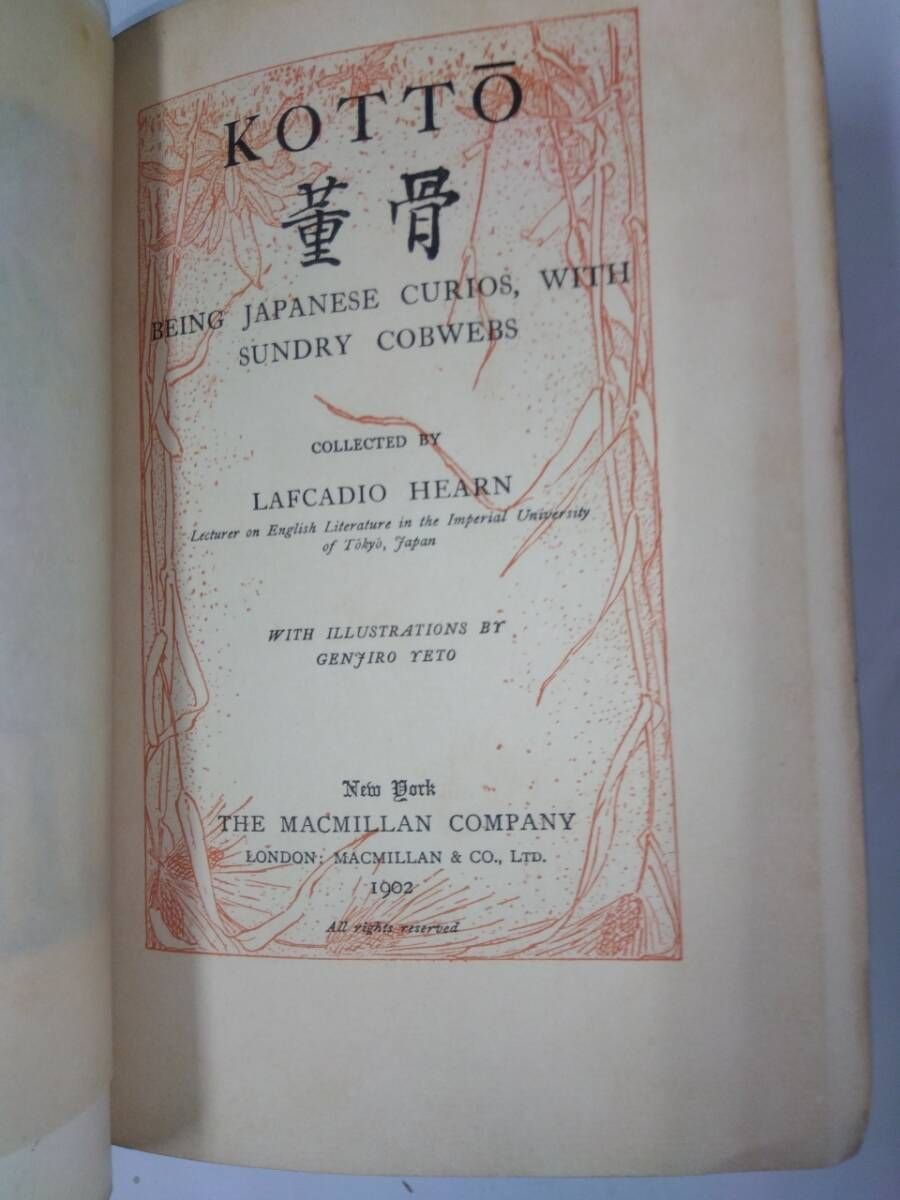 KOTTŌ
董骨
BEING JAPANESE CURIOS, WITH
SUNDRY COBWEBS
COLLECTED BY
LAFCADIO HEARN
Lecturer on English Literature in the Imperial University
of Tōkyō, Japan
WITH ILLUSTRATIONS BY
GENJIRO YETO
New York
THE MACMILLAN COMPANY
LONDON: MACMILLAN & CO., LTD.
1902
All rights reserved